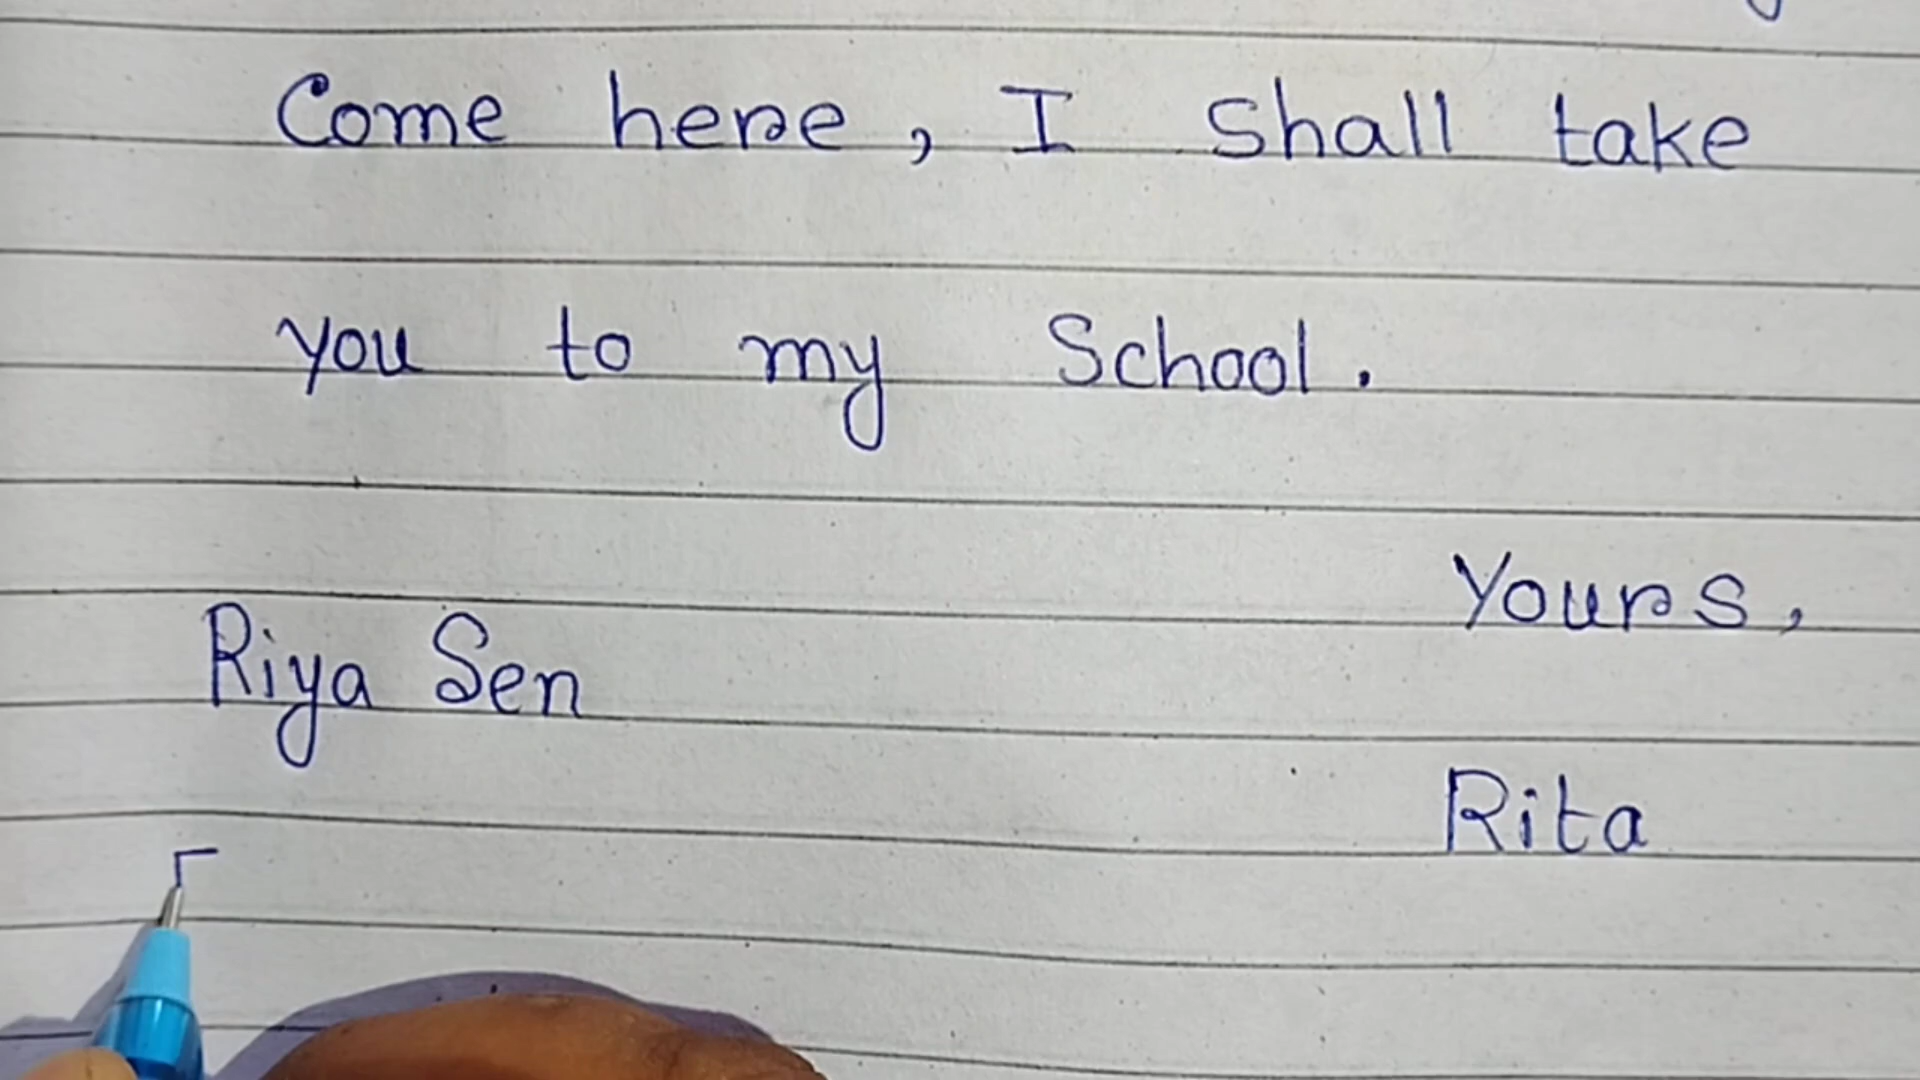 Come here, I shall take
you to my School.
Yours,
Riya Sen
Rita